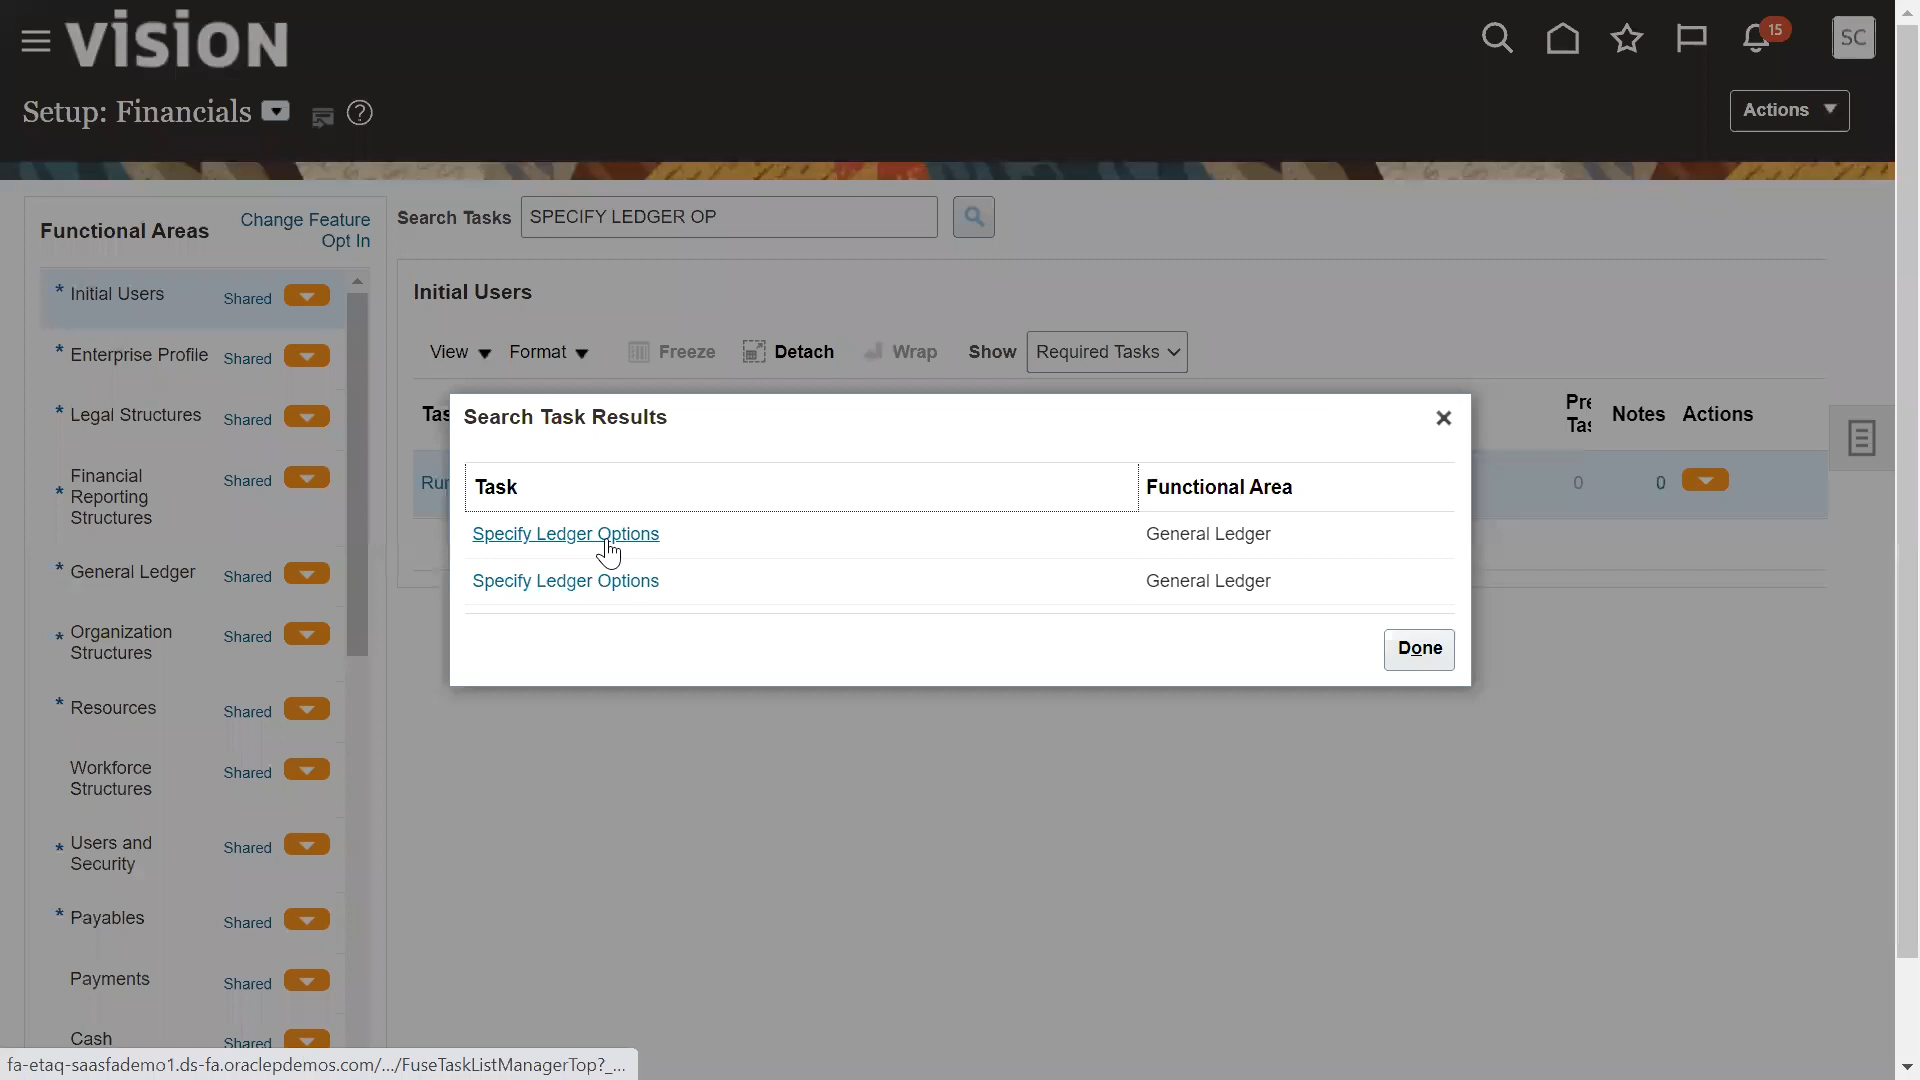 vision
15
SC
Setup: Financials
Actions
Functional Areas
Change Feature
Opt In
Search Tasks
SPECIFY LEDGER OP
* Initial Users Shared
* Enterprise Profile Shared
* Legal Structures Shared
* Financial
Reporting
Structures
Shared
* General Ledger Shared
* Organization
Structures
Shared
* Resources Shared
Workforce
Structures
Shared
* Users and
Security
Shared
* Payables Shared
Payments Shared
Cash Shared
Initial Users
View Format Freeze Detach Wrap Show Required Tasks
Tas
Pre
Tas
Notes Actions
Run
0 0
Search Task Results
Task Functional Area
Specify Ledger Options General Ledger
Specify Ledger Options General Ledger
Done
fa-etaq-saasfademo1.ds-fa.oraclepdemos.com/.../FuseTaskListManagerTop?_...